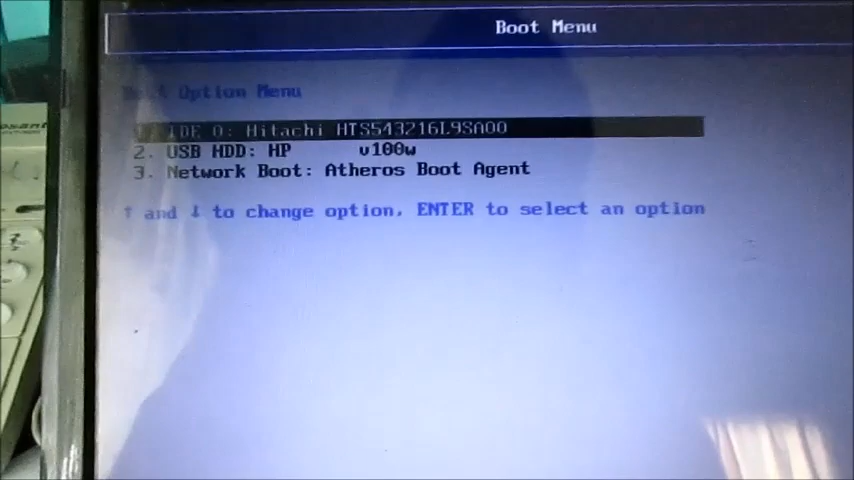 Boot Menu
Option Menu
IDE 0: Hitachi HTS543216L9SA00
2. USB HDD: HP v100w
3. Network Boot: Atheros Boot Agent
↑ and ↓ to change option, ENTER to select an option